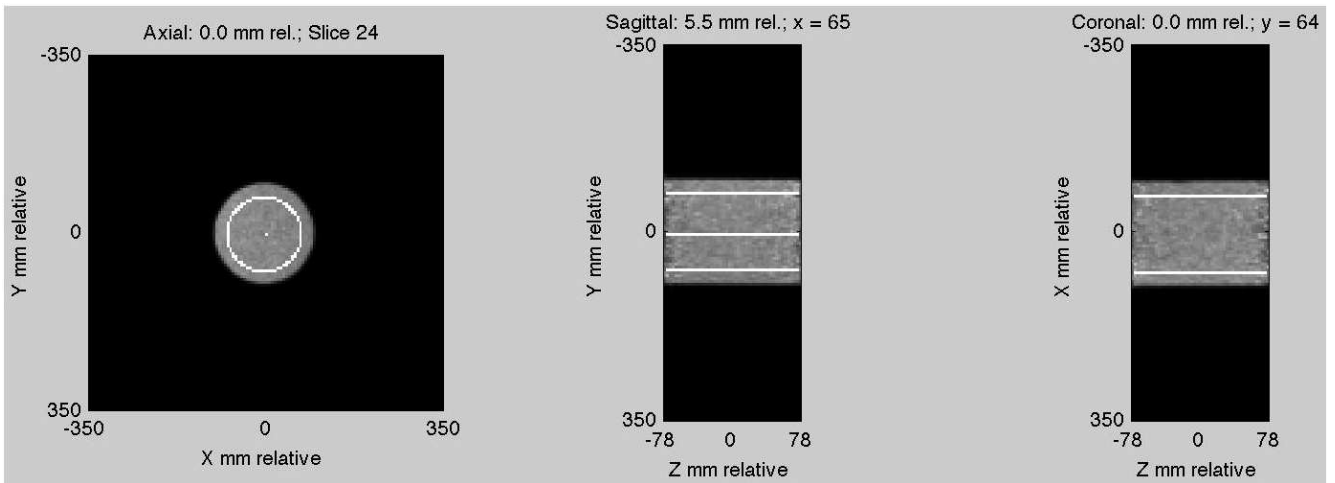 Axial: 0.0 mm rel.; Slice 24
-350
0
350
Y mm relative
-350
0
350
X mm relative
Sagittal: 5.5 mm rel.; x = 65
-350
0
350
Y mm relative
-78
0
78
Z mm relative
Coronal: 0.0 mm rel.; y = 64
-350
0
350
X mm relative
-78
0
78
Z mm relative